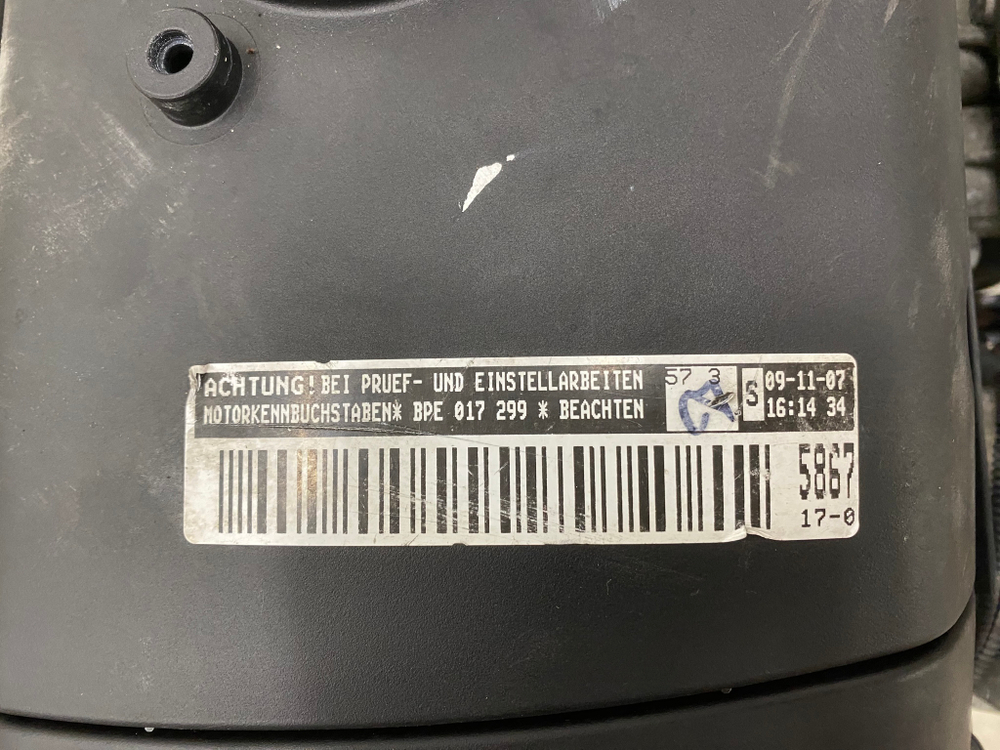 ACHTUNG! BEI PRUEF- UND EINSTELLARBEITEN
MOTORKENNBUCHSTABEN* BPE 017 299 * BEACHTEN
57 3
S
09-11-07
16:14 34
5867
17-0